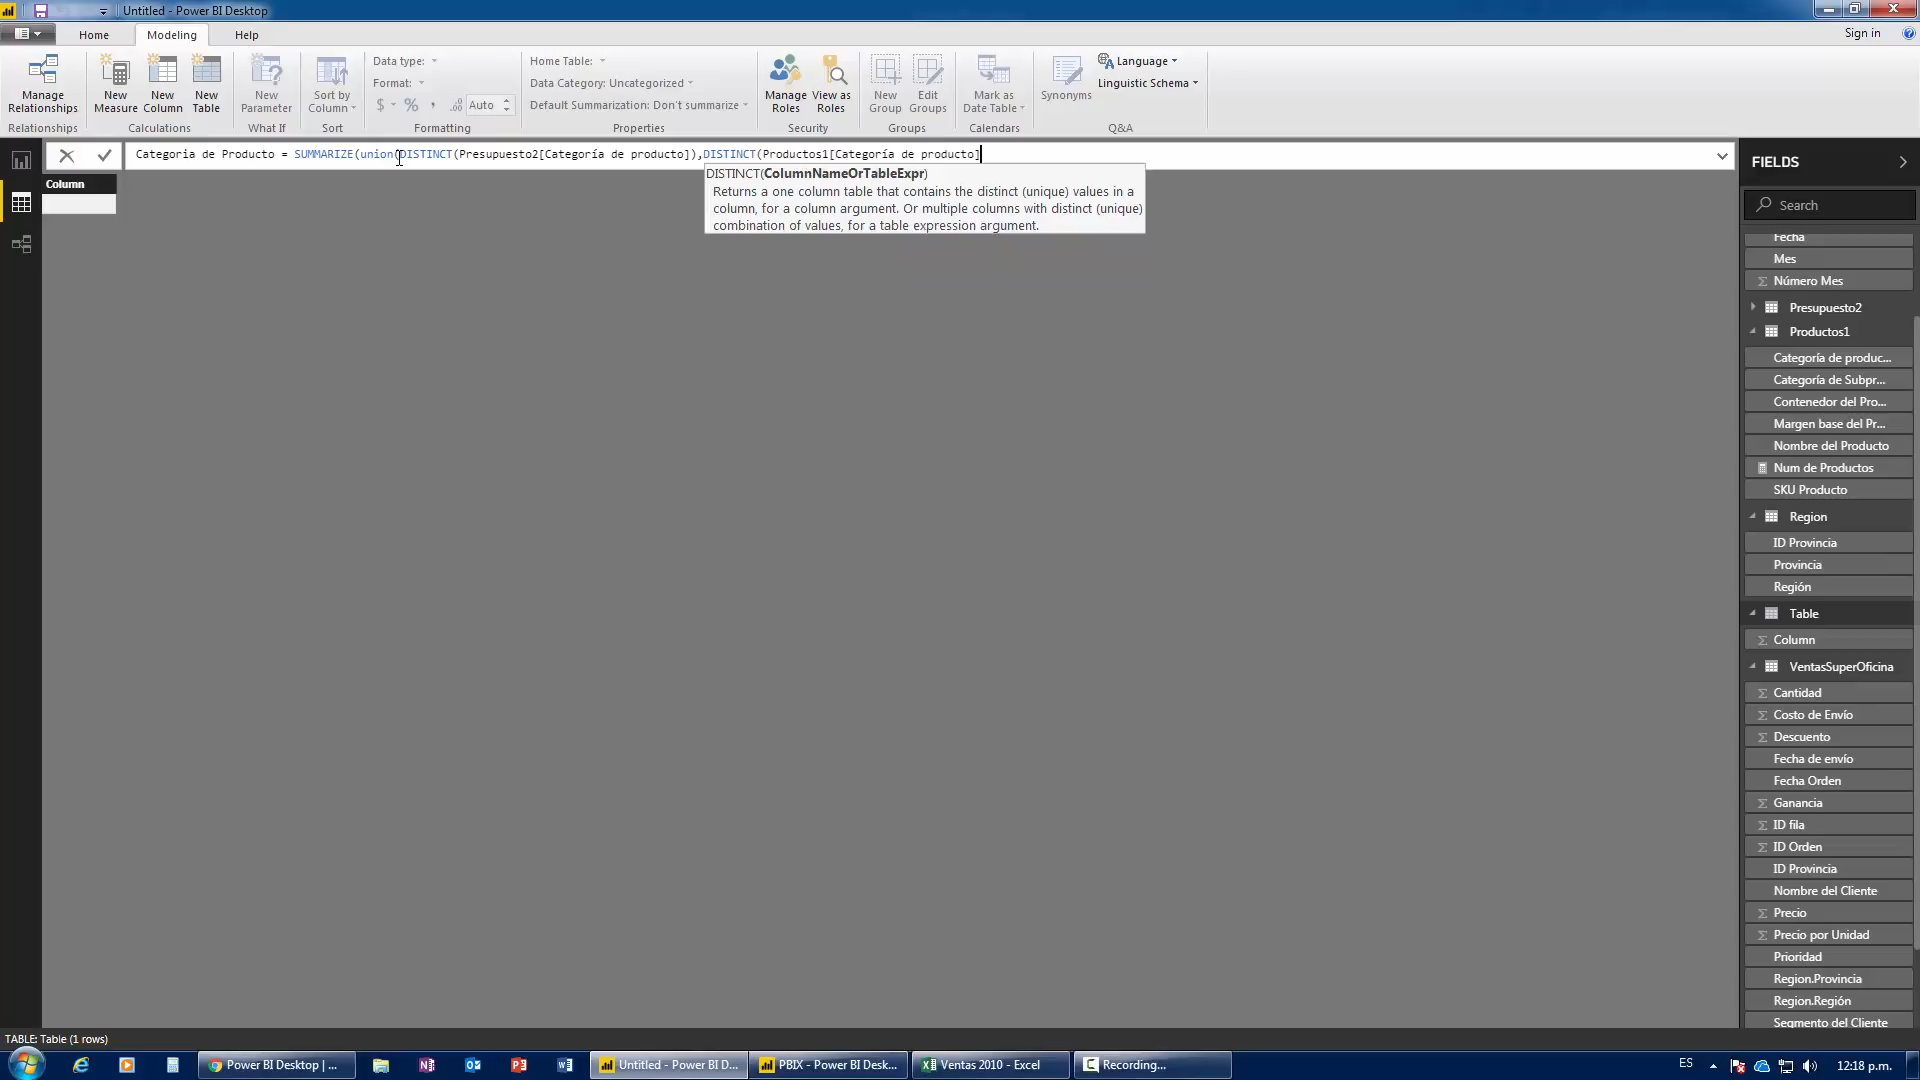 Untitled - Power BI Desktop
Home
Modeling
Help
Sign in
Manage Relationships
New Measure
New Column
New Table
New Parameter
Sort by Column
Data type:
Format:
$ % , Auto
Home Table:
Data Category: Uncategorized
Default Summarization: Don't summarize
Manage Roles
View as Roles
New Group
Edit Groups
Mark as Date Table
Synonyms
Language
Linguistic Schema
Relationships
Calculations
What If
Sort
Formatting
Properties
Security
Groups
Calendars
Q&A
Categoria de Producto = SUMMARIZE(union(DISTINCT(Presupuesto2[Categoría de producto]),DISTINCT(Productos1[Categoría de producto]
DISTINCT(ColumnNameOrTableExpr)
Returns a one column table that contains the distinct (unique) values in a
column, for a column argument. Or multiple columns with distinct (unique)
combination of values, for a table expression argument.
Column
FIELDS
Search
Fecha
Mes
Número Mes
Presupuesto2
Productos1
Categoría de produc...
Categoría de Subpr...
Contenedor del Pro...
Margen base del Pr...
Nombre del Producto
Num de Productos
SKU Producto
Region
ID Provincia
Provincia
Región
Table
Column
VentasSuperOficina
Cantidad
Costo de Envío
Descuento
Fecha de envío
Fecha Orden
Ganancia
ID fila
ID Orden
ID Provincia
Nombre del Cliente
Precio
Precio por Unidad
Prioridad
Region.Provincia
Region.Región
Segmento del Cliente
TABLE: Table (1 rows)
Power BI Desktop | ...
Untitled - Power BI D...
PBIX - Power BI Desk...
Ventas 2010 - Excel
Recording...
ES
12:18 p.m.